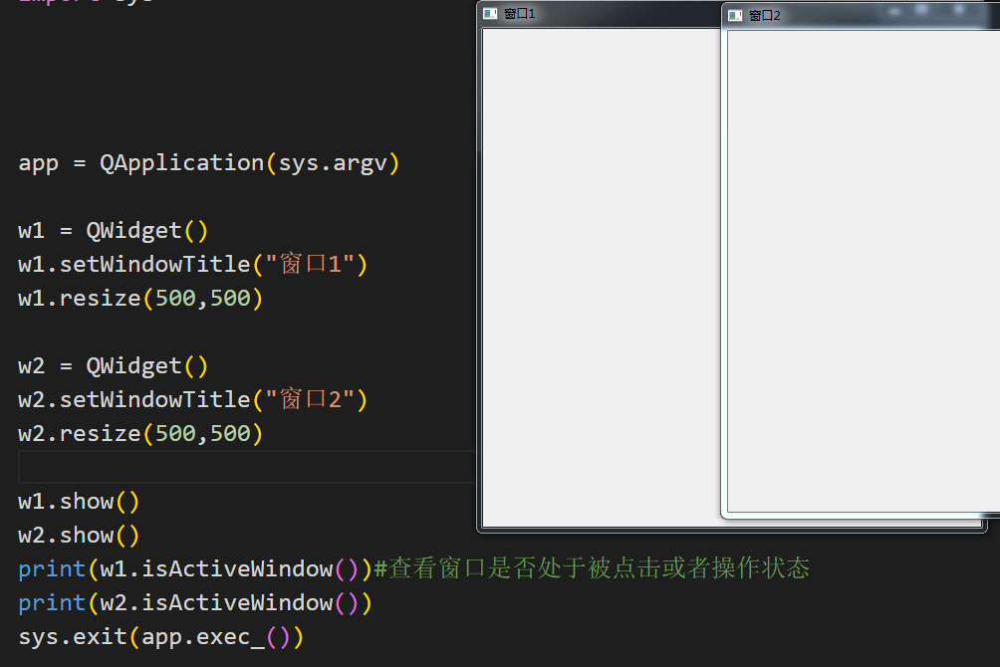 窗口1
窗口2
import sys
app = QApplication(sys.argv)
w1 = QWidget()
w1.setWindowTitle("窗口1")
w1.resize(500,500)
w2 = QWidget()
w2.setWindowTitle("窗口2")
w2.resize(500,500)
w1.show()
w2.show()
print(w1.isActiveWindow())#查看窗口是否处于被点击或者操作状态
print(w2.isActiveWindow())
sys.exit(app.exec_())